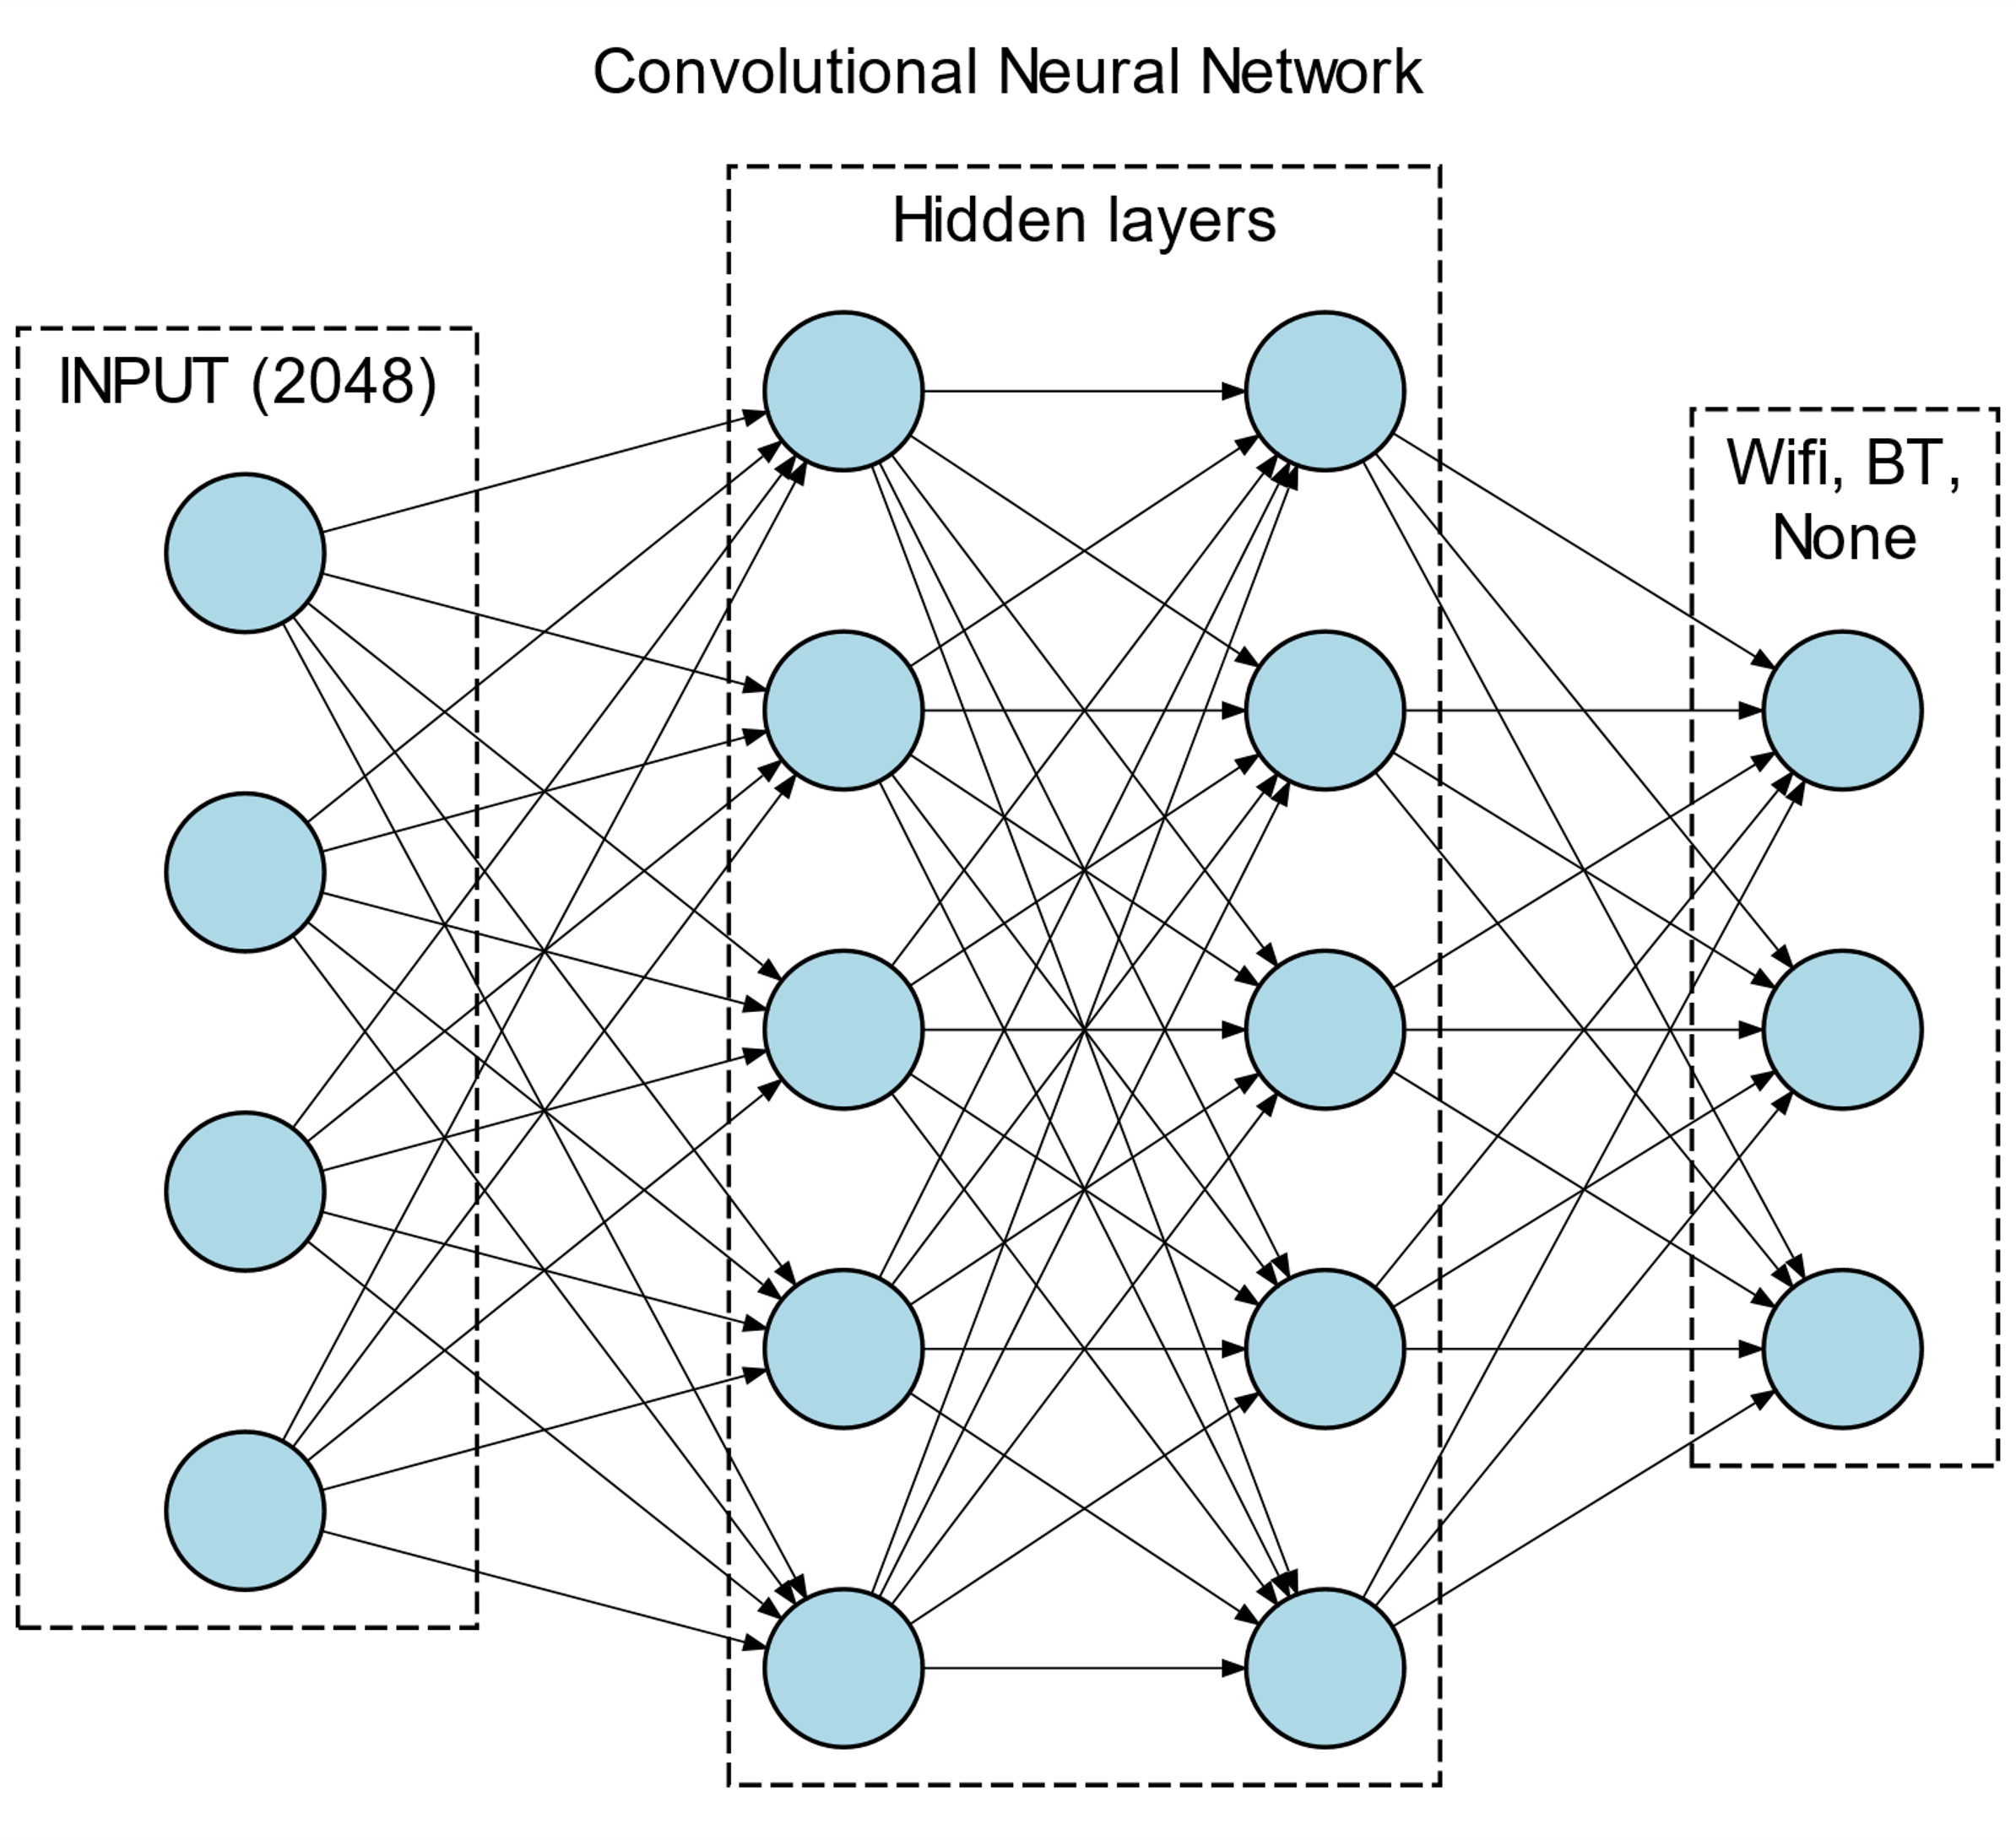 Convolutional Neural Network
Hidden layers
INPUT (2048)
Wifi, BT,
None